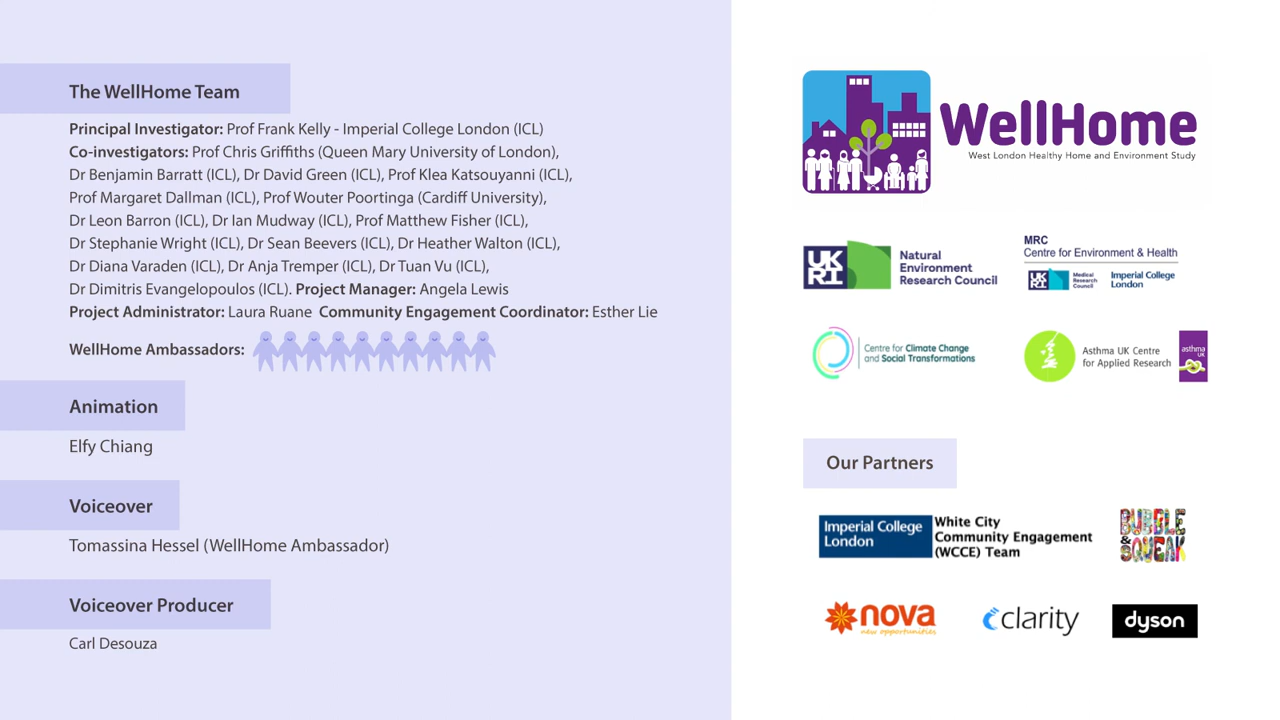 The WellHome Team
Principal Investigator: Prof Frank Kelly - Imperial College London (ICL)
Co-investigators: Prof Chris Griffiths (Queen Mary University of London),
Dr Benjamin Barratt (ICL), Dr David Green (ICL), Prof Klea Katsouyanni (ICL),
Prof Margaret Dallman (ICL), Prof Wouter Poortinga (Cardiff University),
Dr Leon Barron (ICL), Dr Ian Mudway (ICL), Prof Matthew Fisher (ICL),
Dr Stephanie Wright (ICL), Dr Sean Beevers (ICL), Dr Heather Walton (ICL),
Dr Diana Varaden (ICL), Dr Anja Tremper (ICL), Dr Tuan Vu (ICL),
Dr Dimitris Evangelopoulos (ICL). Project Manager: Angela Lewis
Project Administrator: Laura Ruane Community Engagement Coordinator: Esther Lie
WellHome Ambassadors:
Animation
Elfy Chiang
Voiceover
Tomassina Hessel (WellHome Ambassador)
Voiceover Producer
Carl Desouza
WellHome
West London Healthy Home and Environment Study
UKRI
Natural
Environment
Research Council
MRC
Centre for Environment & Health
UKRI
Medical
Research
Council
Imperial College
London
Centre for Climate Change
and Social Transformations
Asthma UK Centre
for Applied Research
asthma
UK
Our Partners
Imperial College
London
White City
Community Engagement
(WCCE) Team
BUBBLE
& SQUEAK
nova
new opportunities
clarity
dyson